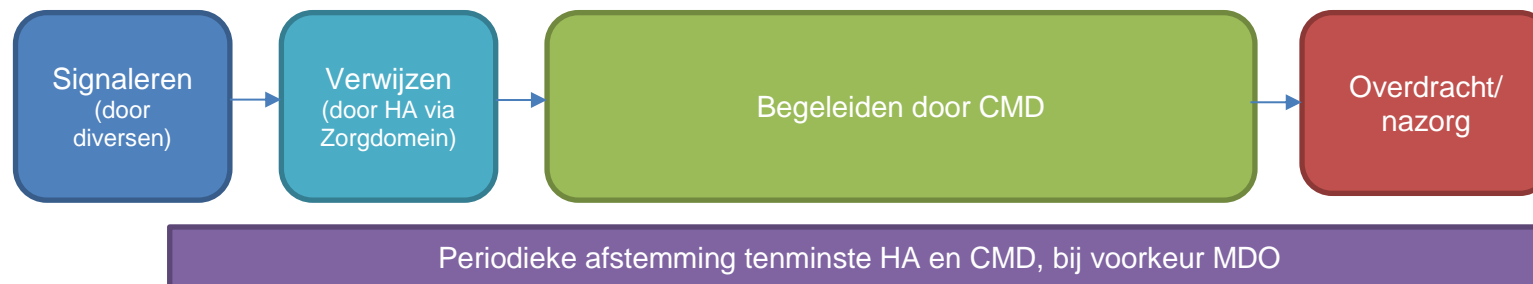 Signaleren
(door
diversen)
Verwijzen
(door HA via
Zorgdomein)
Begeleiden door CMD
Overdracht/
nazorg
Periodieke afstemming tenminste HA en CMD, bij voorkeur MDO